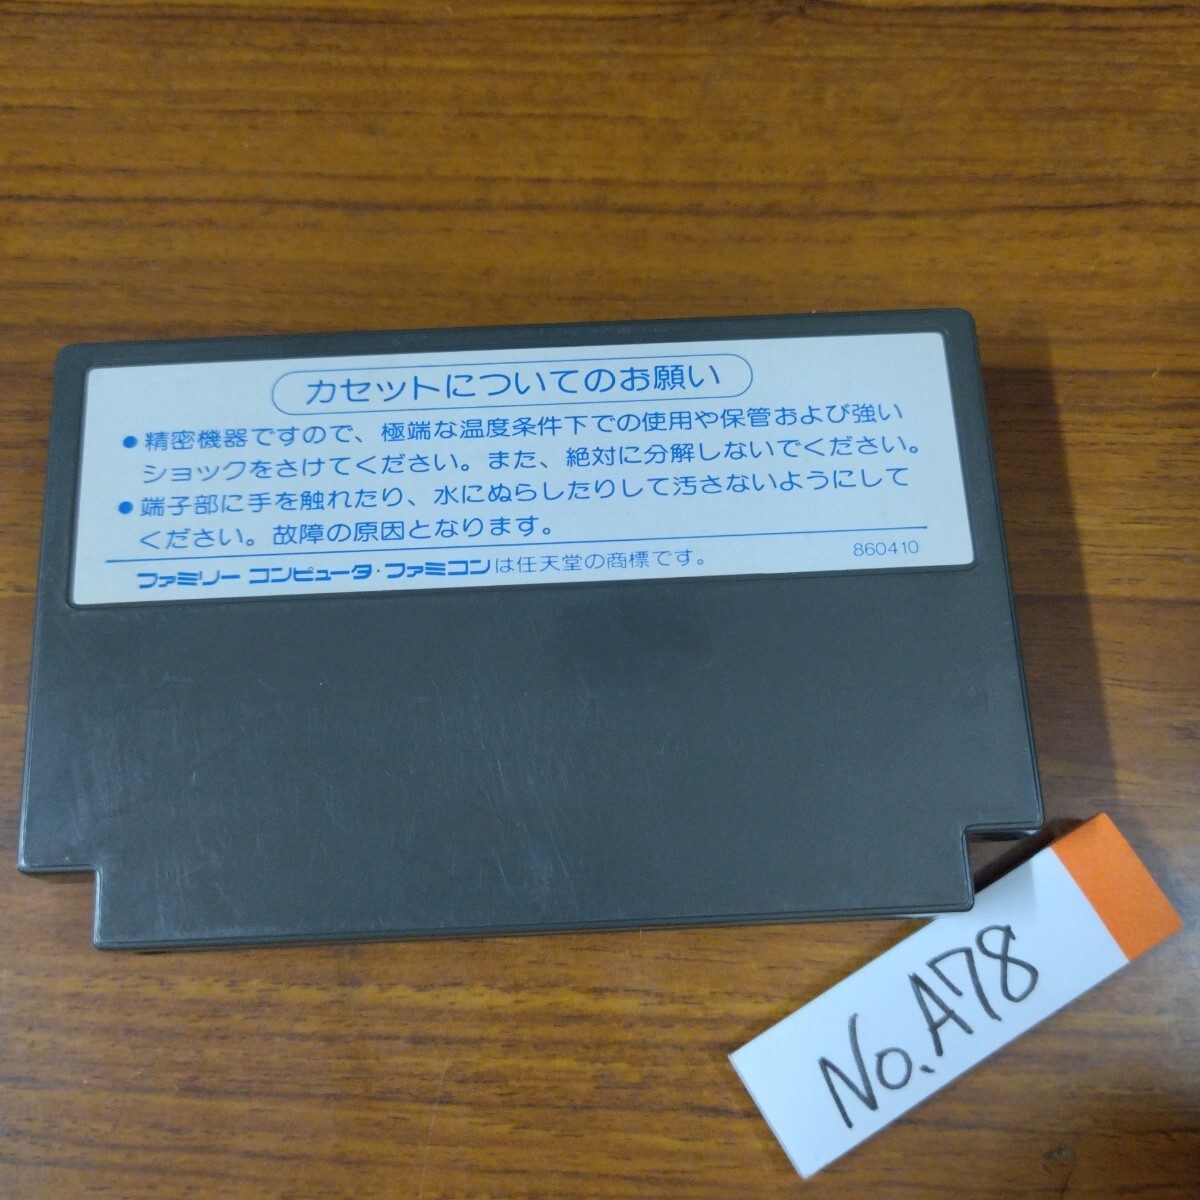 カセットについてのお願い
●精密機器ですので、極端な温度条件下での使用や保管および強い
ショックをさけてください。また、絶対に分解しないでください。
●端子部に手を触れたり、水にぬらしたりして汚さないようにして
ください。故障の原因となります。
ファミリー コンピュータ・ファミコンは任天堂の商標です。 860410
No.A78